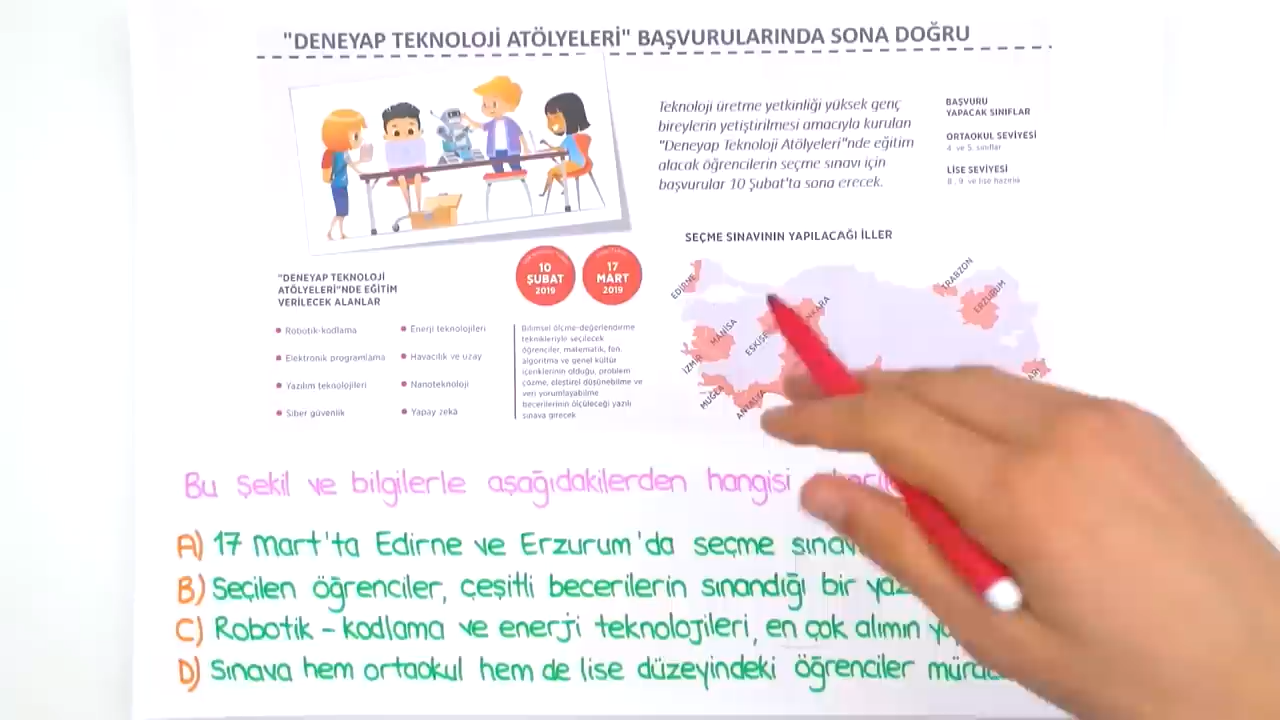 "DENEYAP TEKNOLOJİ ATÖLYELERİ" BAŞVURULARINDA SONA DOĞRU
Teknoloji üretme yetkinliği yüksek genç
bireylerin yetiştirilmesi amacıyla kurulan
"Deneyap Teknoloji Atölyeleri"nde eğitim
alacak öğrencilerin seçme sınavı için
başvurular 10 Şubat'ta sona erecek.
BAŞVURU
YAPACAK SINIFLAR
ORTAOKUL SEVİYESİ
4 ve 5. sınıflar
LİSE SEVİYESİ
8., 9. ve lise hazırlık
SEÇME SINAVININ YAPILACAĞI İLLER
EDİRNE
MANİSA
İZMİR
MUĞLA
ANTALYA
TRABZON
ERZURUM
"DENEYAP TEKNOLOJİ
ATÖLYELERİ"NDE EĞİTİM
VERİLECEK ALANLAR
10
ŞUBAT
2019
17
MART
2019
Robotik-kodlama
Elektronik programlama
Yazılım teknolojileri
Siber güvenlik
Enerji teknolojileri
Havacılık ve uzay
Nanoteknoloji
Yapay zeka
Bilimsel ölçme-değerlendirme
teknikleriyle seçilecek
öğrenciler, matematik, fen,
algoritma ve genel kültür
içeriklerinin olduğu, problem
çözme, eleştirel düşünebilme ve
veri yorumlayabilme
becerilerinin ölçüleceği yazılı
sınava girecek
Bu şekil ve bilgilerle aşağıdakilerden hangisi
A) 17 Mart'ta Edirne ve Erzurum'da seçme
B) Seçilen öğrenciler, çeşitli becerilerin sınandığı bir
C) Robotik - kodlama ve enerji teknolojileri, en çok alımın
D) Sınava hem ortaokul hem de lise düzeyindeki öğrenciler